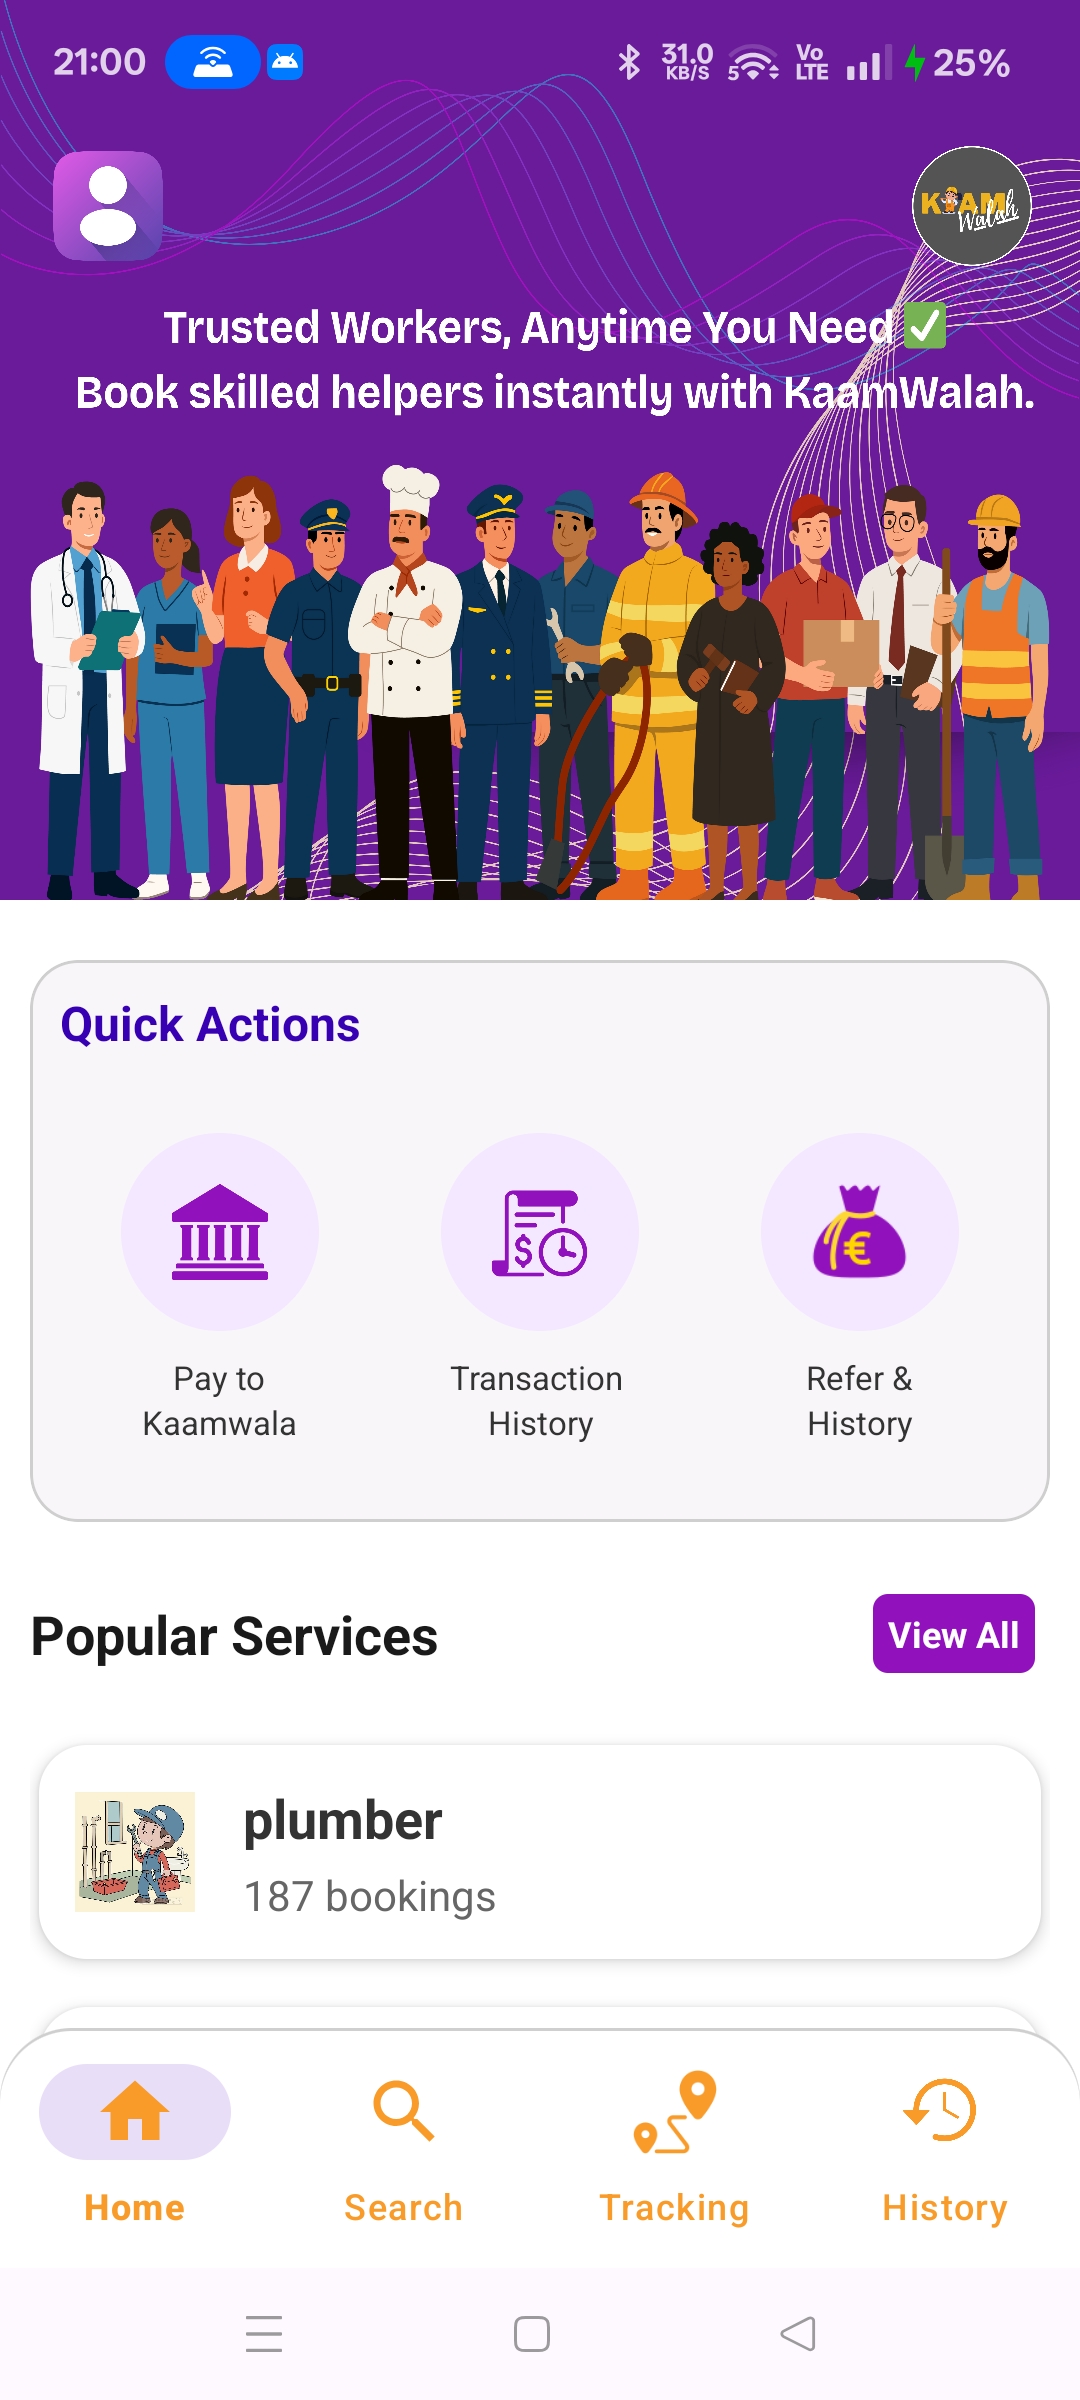 21:00
31.0
KB/S
5
Vo
LTE
25%
KAAM
Walah
Trusted Workers, Anytime You Need ✅
Book skilled helpers instantly with KaamWalah.
Quick Actions
Pay to
Kaamwala
Transaction
History
Refer &
History
Popular Services
View All
plumber
187 bookings
Home
Search
Tracking
History